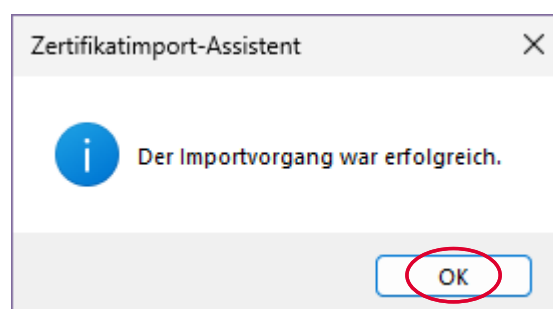 Zertifikatimport-Assistent
Der Importvorgang war erfolgreich.
OK